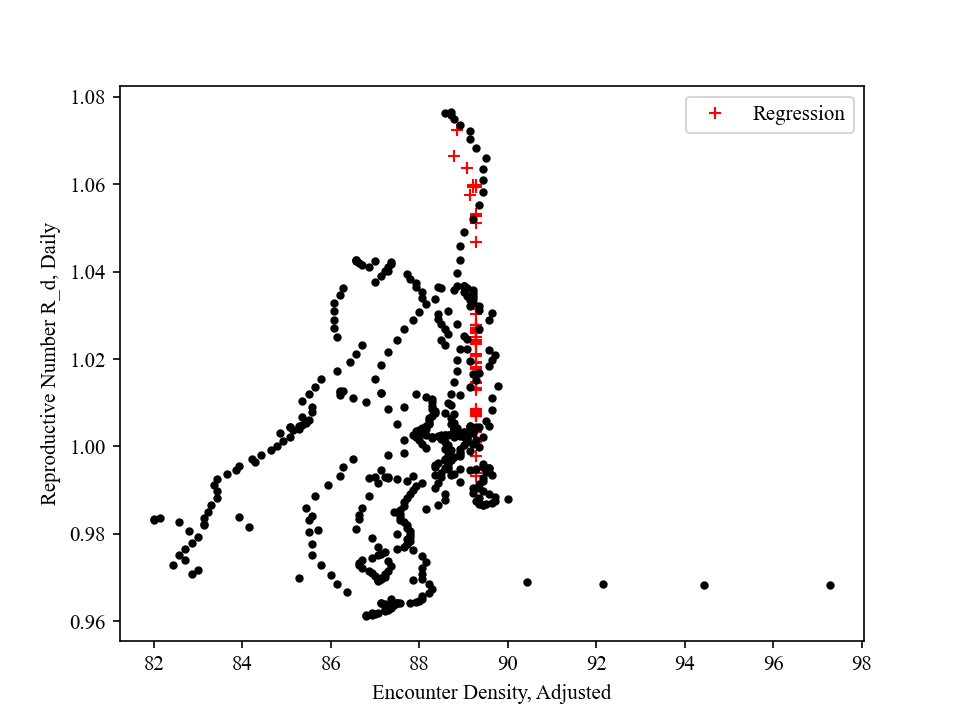 1.08
1.06
1.04
1.02
1.00
0.98
0.96
82 84 86 88 90 92 94 96 98
Reproductive Number R_d, Daily
Encounter Density, Adjusted
Regression